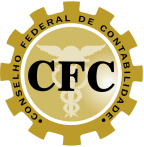 •CONSELHO FEDERAL DE CONTABILIDADE•
CFC